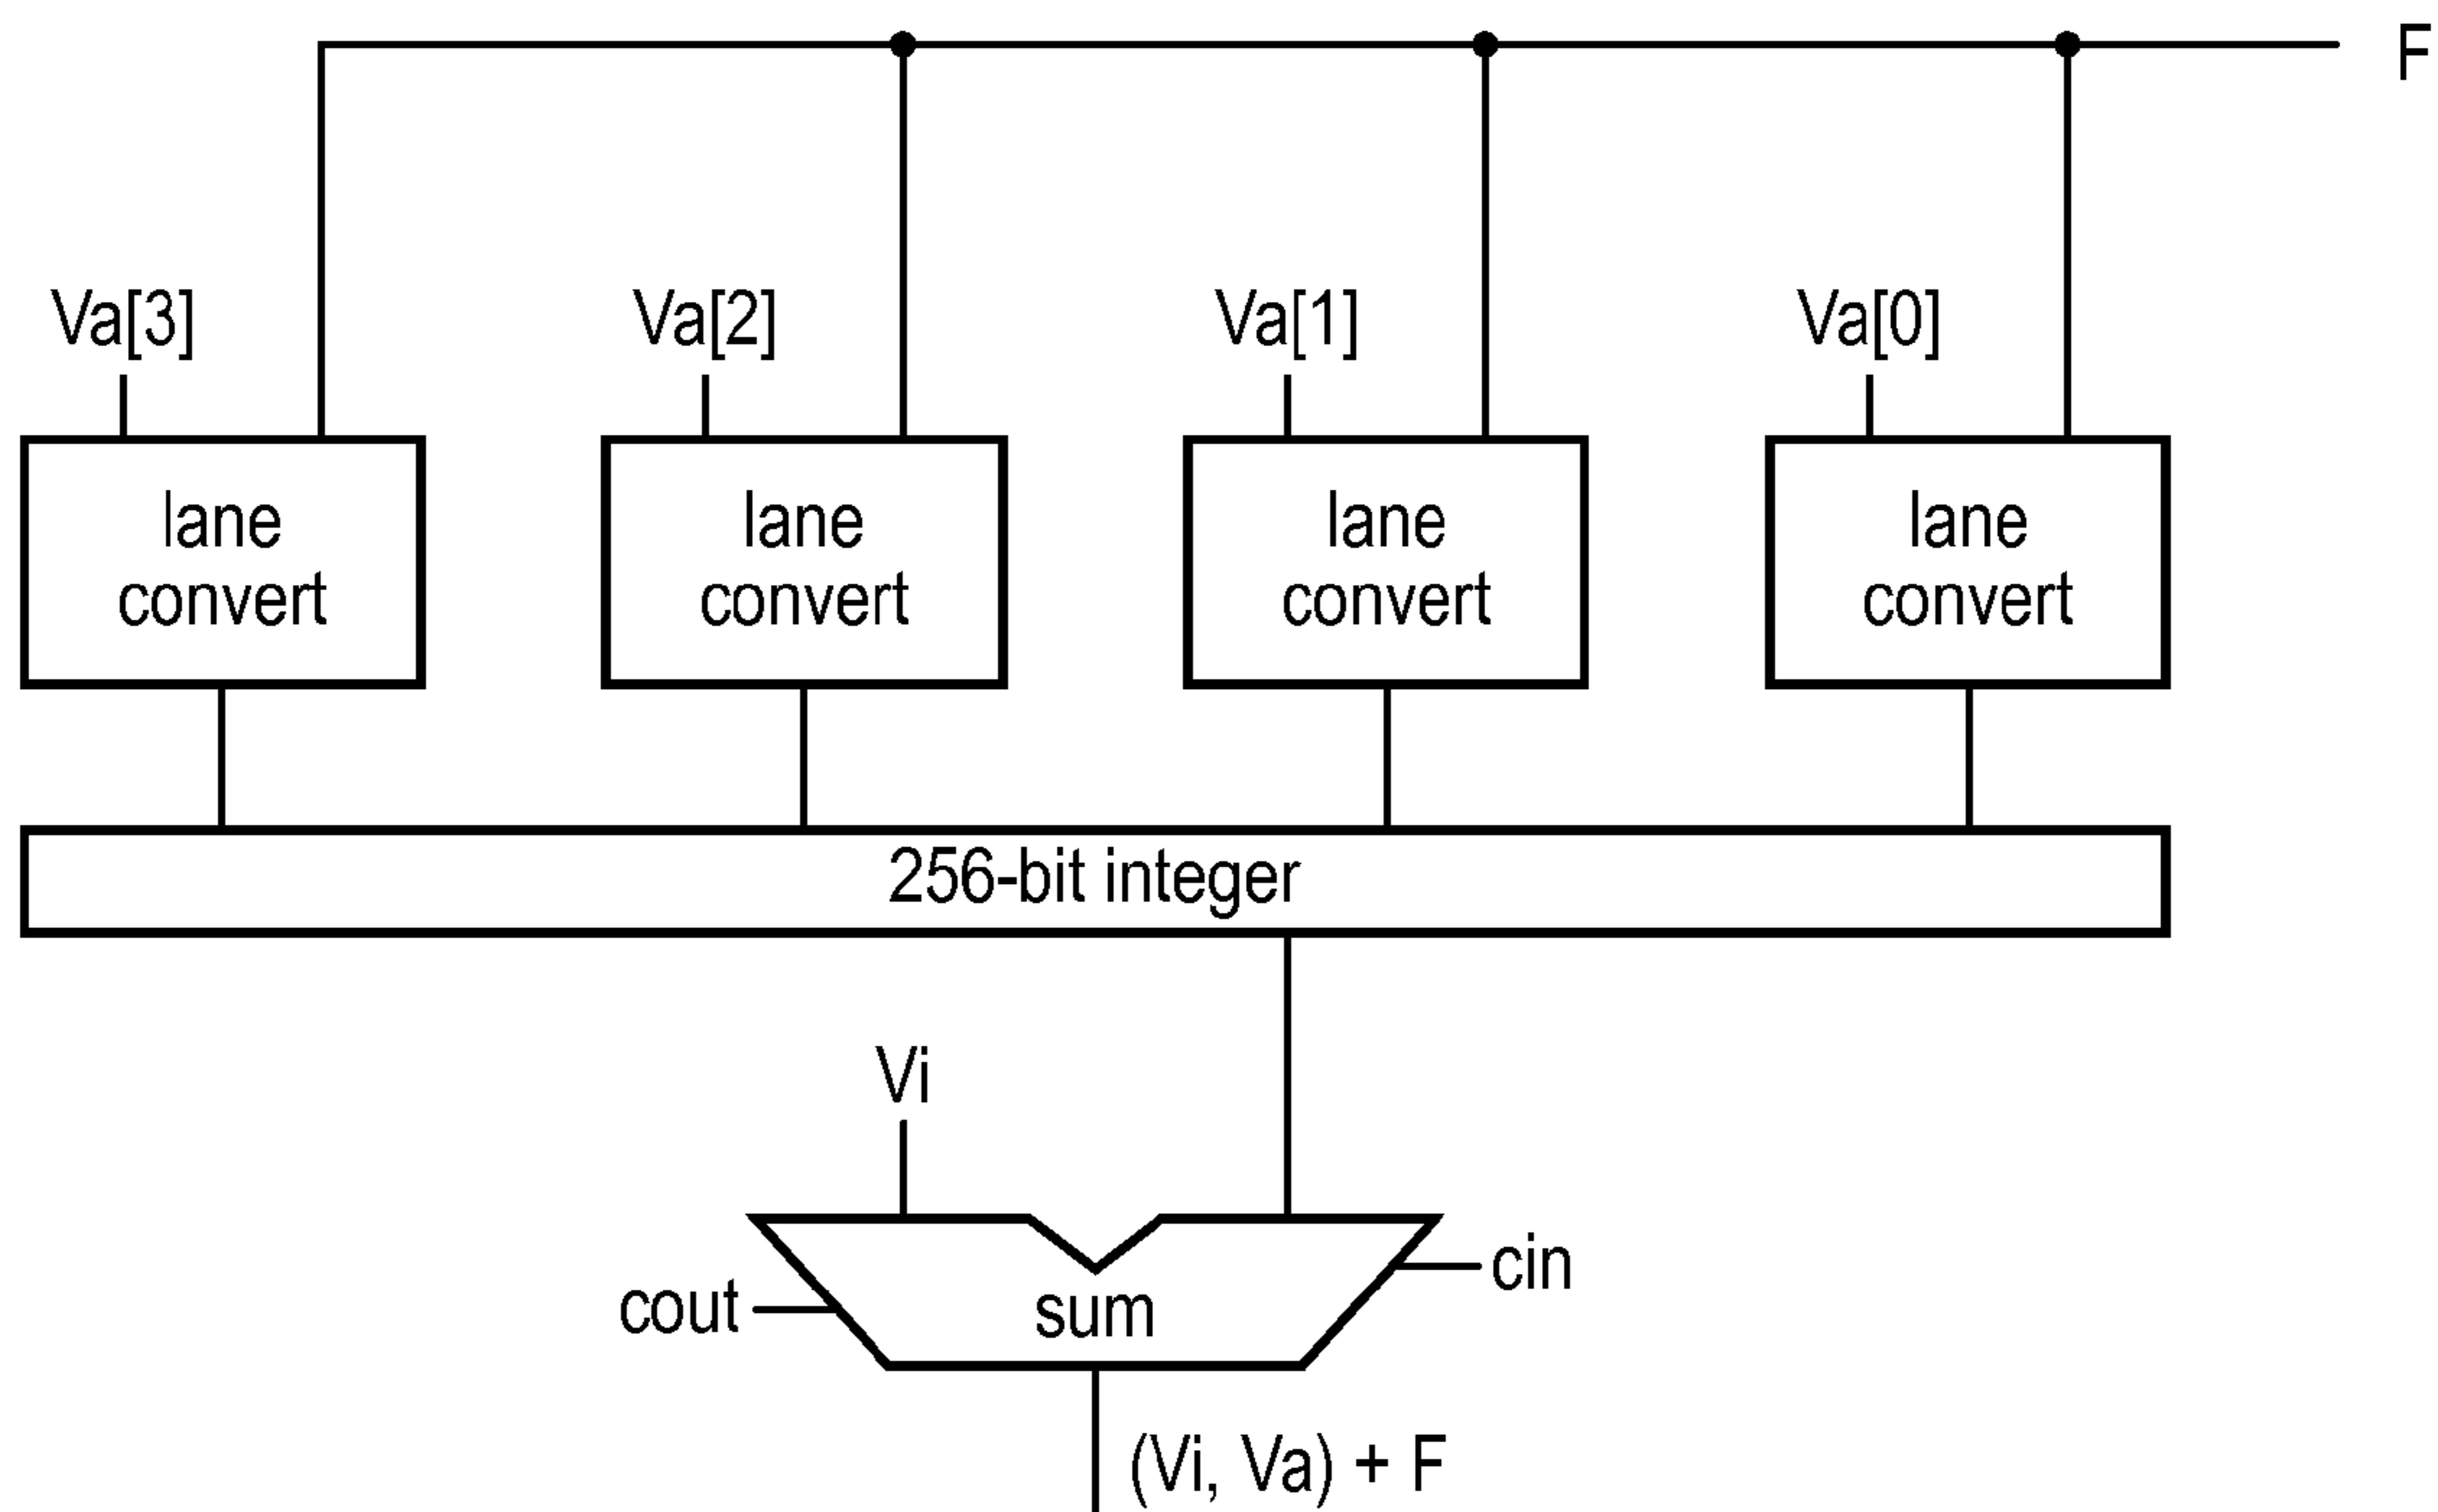 F
Va[3] Va[2] Va[1] Va[0]
lane convert
lane convert
lane convert
lane convert
256-bit integer
Vi
cin
cout
sum
(Vi, Va) + F